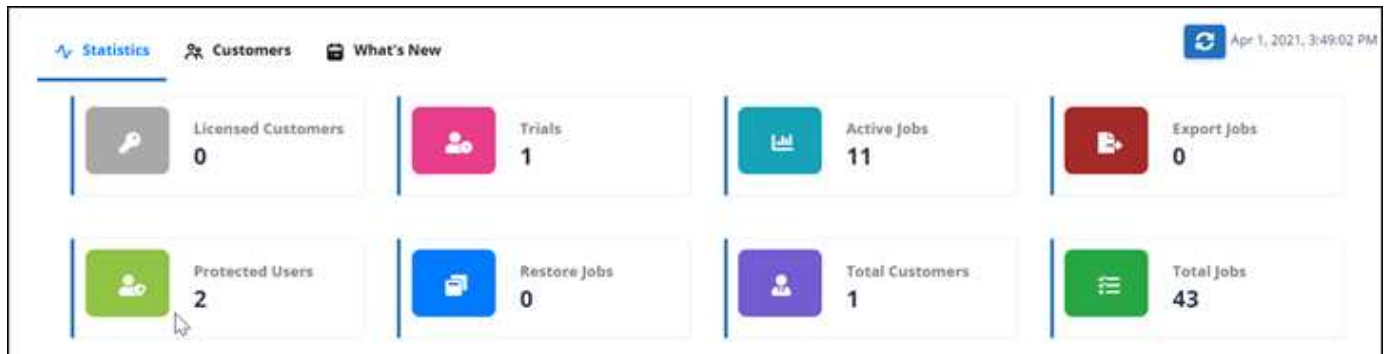 Statistics
Customers
What's New
Apr 1, 2021, 3:49:02 PM
Licensed Customers
0
Trials
1
Active Jobs
11
Export Jobs
0
Protected Users
2
Restore Jobs
0
Total Customers
1
Total Jobs
43